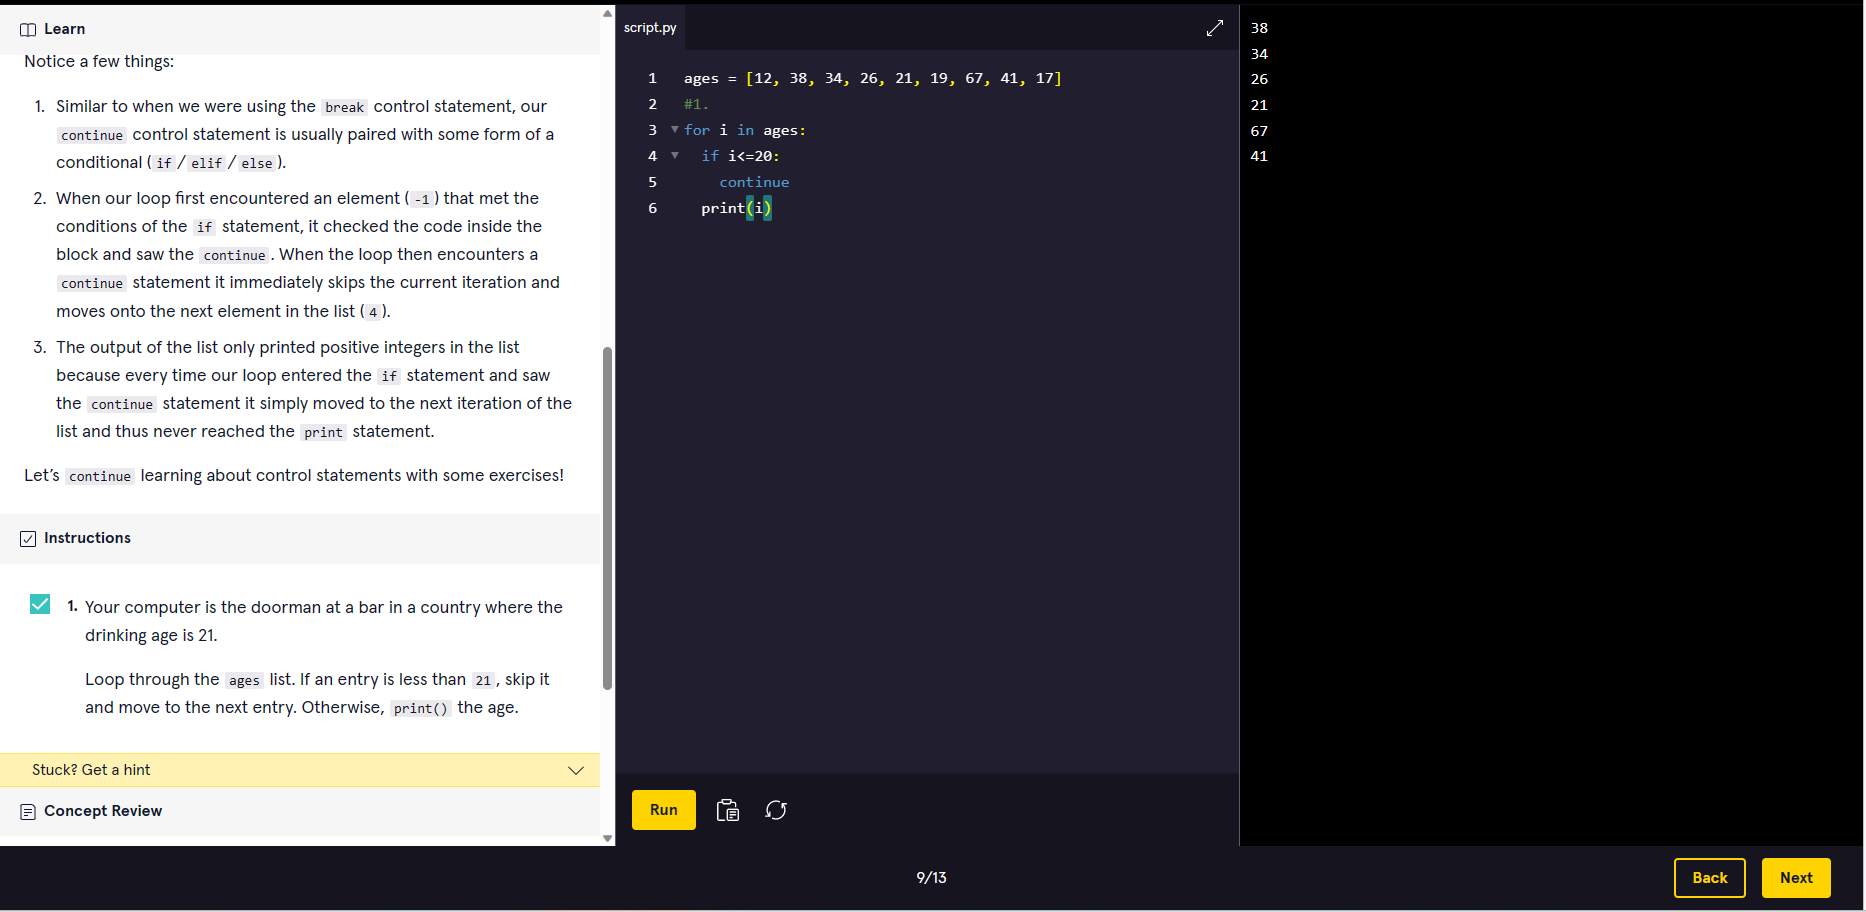 Learn
Notice a few things:
1. Similar to when we were using the break control statement, our
continue control statement is usually paired with some form of a
conditional ( if / elif / else ).
2. When our loop first encountered an element ( -1 ) that met the
conditions of the if statement, it checked the code inside the
block and saw the continue . When the loop then encounters a
continue statement it immediately skips the current iteration and
moves onto the next element in the list ( 4 ).
3. The output of the list only printed positive integers in the list
because every time our loop entered the if statement and saw
the continue statement it simply moved to the next iteration of the
list and thus never reached the print statement.
Let's continue learning about control statements with some exercises!
Instructions
1. Your computer is the doorman at a bar in a country where the
drinking age is 21.
Loop through the ages list. If an entry is less than 21 , skip it
and move to the next entry. Otherwise, print() the age.
Stuck? Get a hint
Concept Review
script.py
1 ages = [12, 38, 34, 26, 21, 19, 67, 41, 17]
2 #1.
3 for i in ages:
4 if i<=20:
5 continue
6 print(i)
Run
38
34
26
21
67
41
9/13
Back
Next